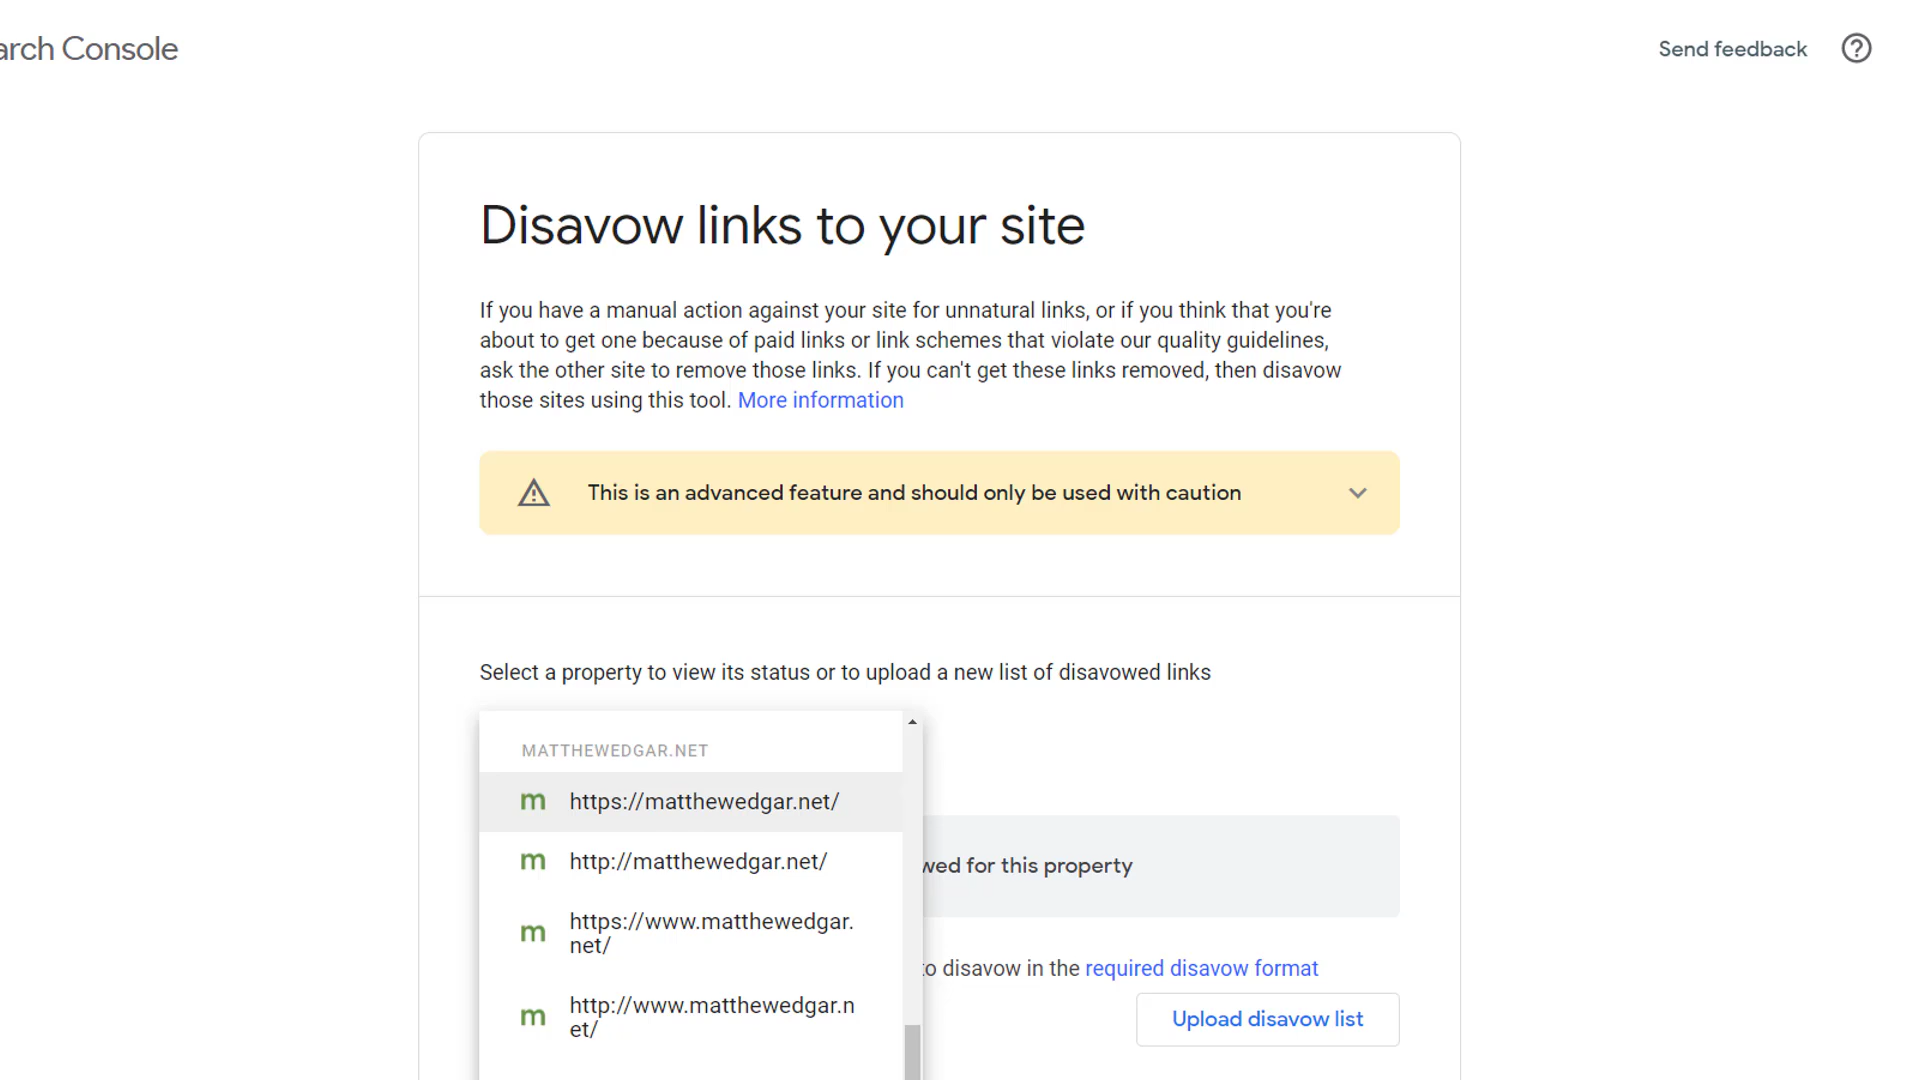 arch Console
Send feedback
Disavow links to your site
If you have a manual action against your site for unnatural links, or if you think that you're
about to get one because of paid links or link schemes that violate our quality guidelines,
ask the other site to remove those links. If you can't get these links removed, then disavow
those sites using this tool. More information
This is an advanced feature and should only be used with caution
Select a property to view its status or to upload a new list of disavowed links
MATTHEWEDGAR.NET
m https://matthewedgar.net/
m http://matthewedgar.net/
wed for this property
m https://www.matthewedgar.
net/
to disavow in the required disavow format
m http://www.matthewedgar.n
et/
Upload disavow list